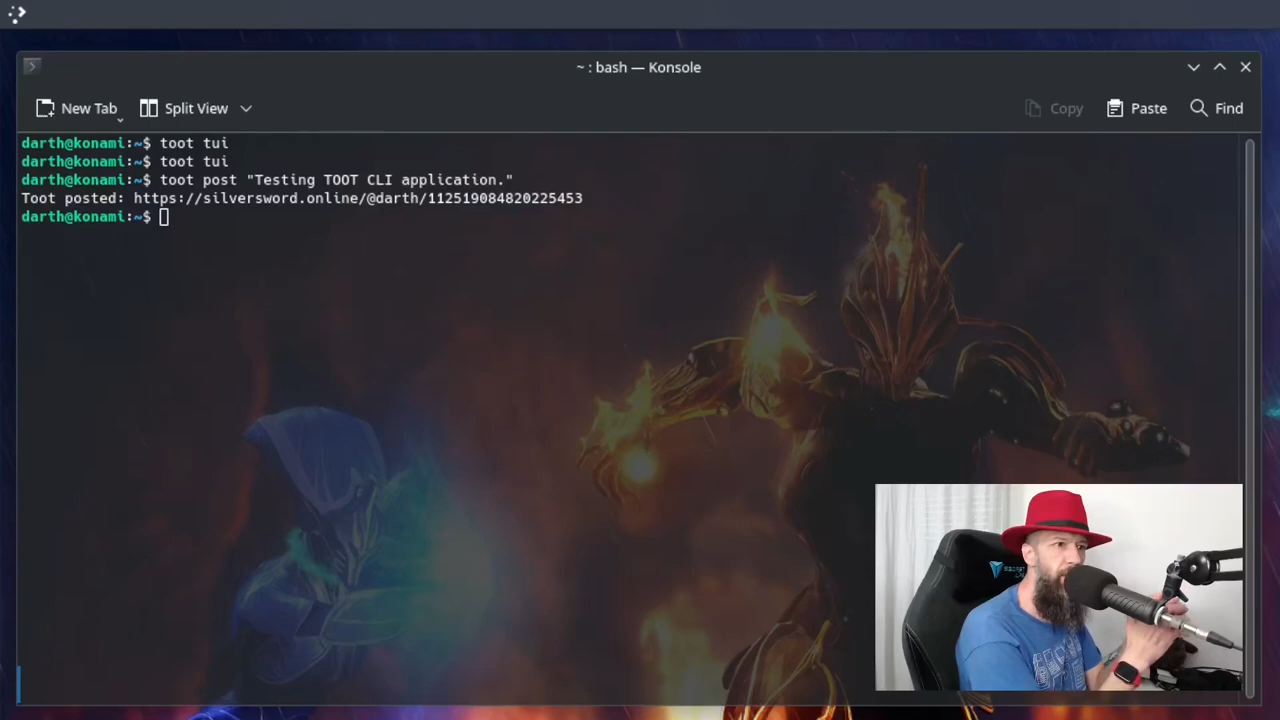 ~ : bash — Konsole
New Tab Split View Copy Paste Find
darth@konami:~$ toot tui
darth@konami:~$ toot tui
darth@konami:~$ toot post "Testing TOOT CLI application."
Toot posted: https://silversword.online/@darth/112519084820225453
darth@konami:~$